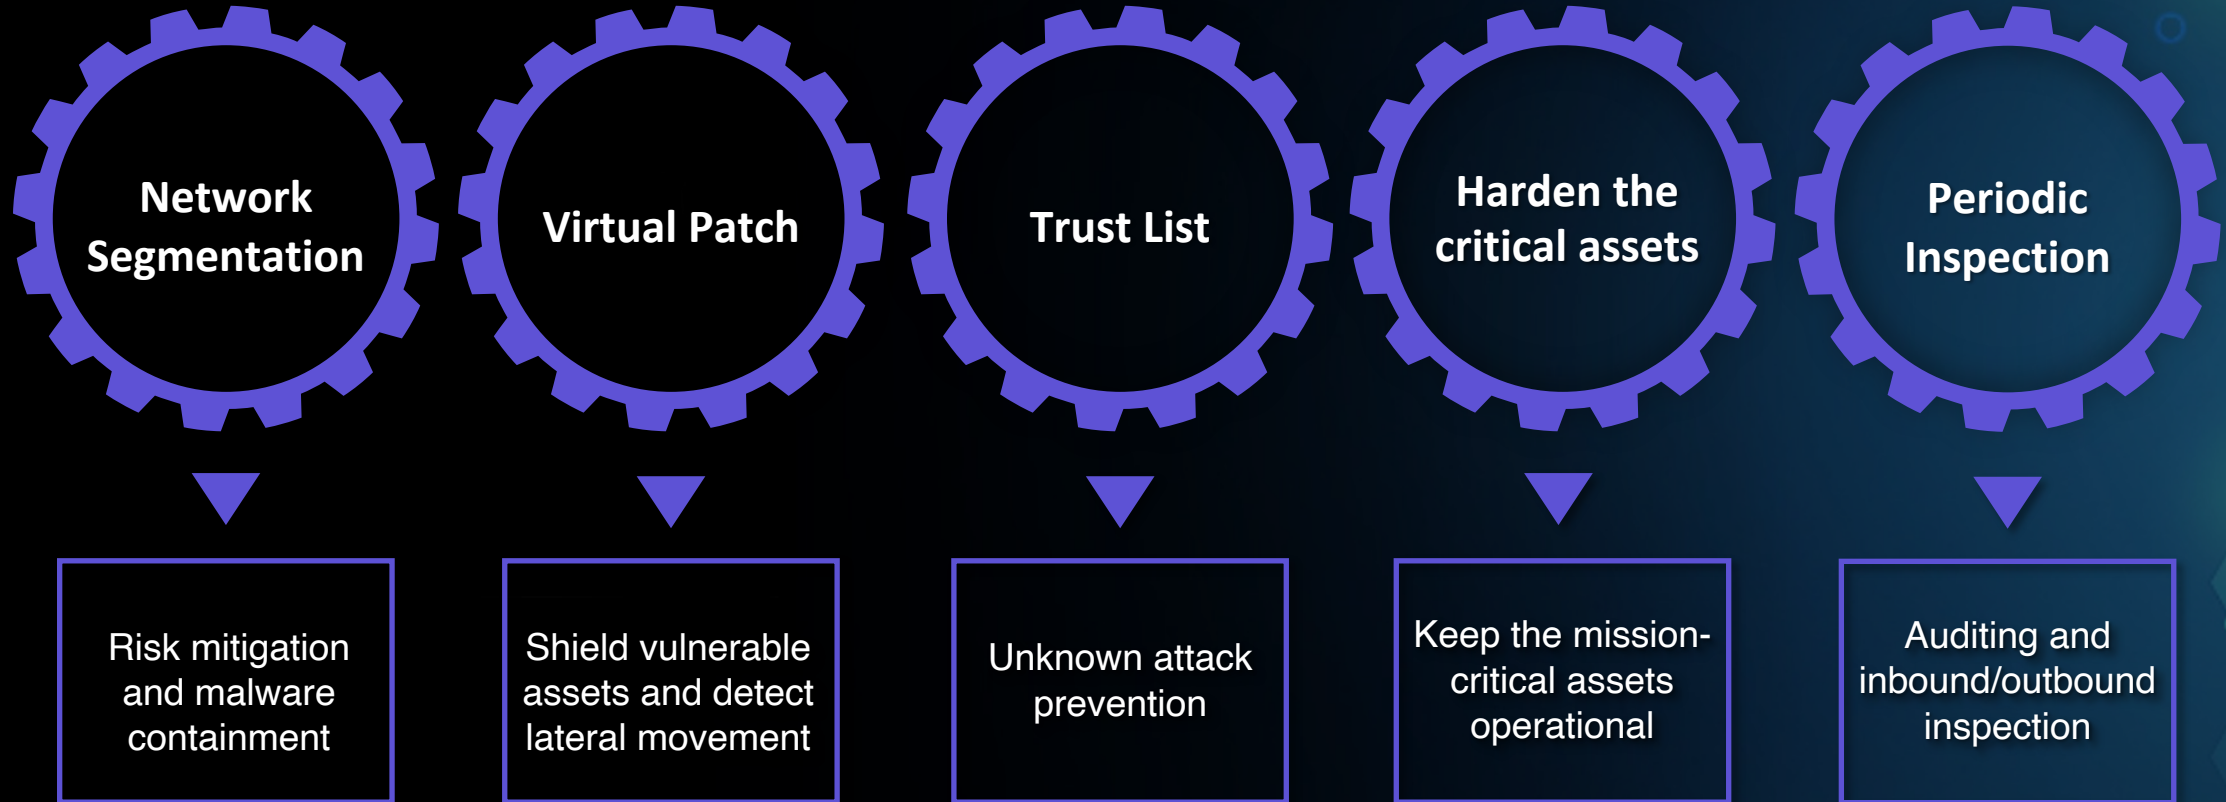 Network
Segmentation
Virtual Patch
Trust List
Harden the
critical assets
Periodic
Inspection
Risk mitigation
and malware
containment
Shield vulnerable
assets and detect
lateral movement
Unknown attack
prevention
Keep the mission-
critical assets
operational
Auditing and
inbound/outbound
inspection